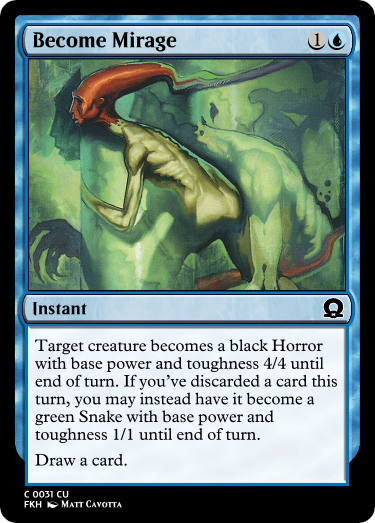 Become Mirage 1
Instant
Target creature becomes a black Horror
with base power and toughness 4/4 until
end of turn. If you've discarded a card this
turn, you may instead have it become a
green Snake with base power and
toughness 1/1 until end of turn.
Draw a card.
C 0031 CU
FKH Matt Cavotta